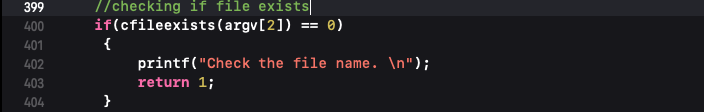 399 //checking if file exists
400 if(cfileexists(argv[2]) == 0)
401 {
402 printf("Check the file name. \n");
403 return 1;
404 }